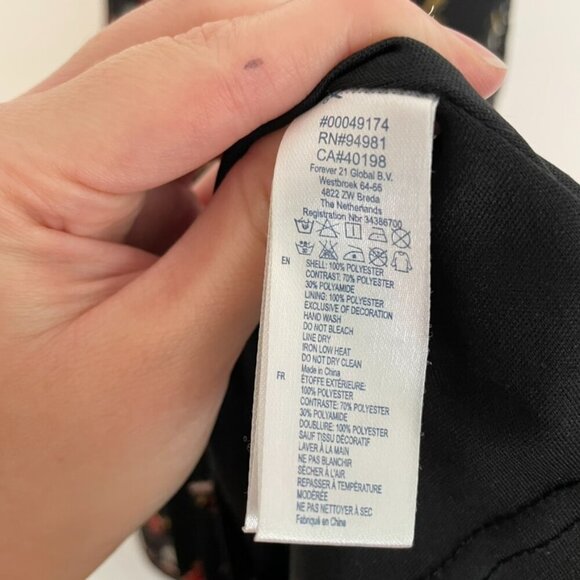 #00049174
RN#94981
CA#40198
Forever 21 Global B.V.
Westbroek 64-66
4822 ZW Breda
The Netherlands
Registration Nbr 34386700
EN
SHELL: 100% POLYESTER
CONTRAST: 70% POLYESTER
30% POLYAMIDE
LINING: 100% POLYESTER
EXCLUSIVE OF DECORATION
HAND WASH
DO NOT BLEACH
LINE DRY
IRON LOW HEAT
DO NOT DRY CLEAN
Made in China
FR
ÉTOFFE EXTÉRIEURE:
100% POLYESTER
CONTRASTE: 70% POLYESTER
30% POLYAMIDE
DOUBLURE: 100% POLYESTER
SAUF TISSU DÉCORATIF
LAVER À LA MAIN
NE PAS BLANCHIR
SÉCHER À L'AIR
REPASSER À TEMPÉRATURE
MODÉRÉE
NE PAS NETTOYER À SEC
Fabriqué en Chine